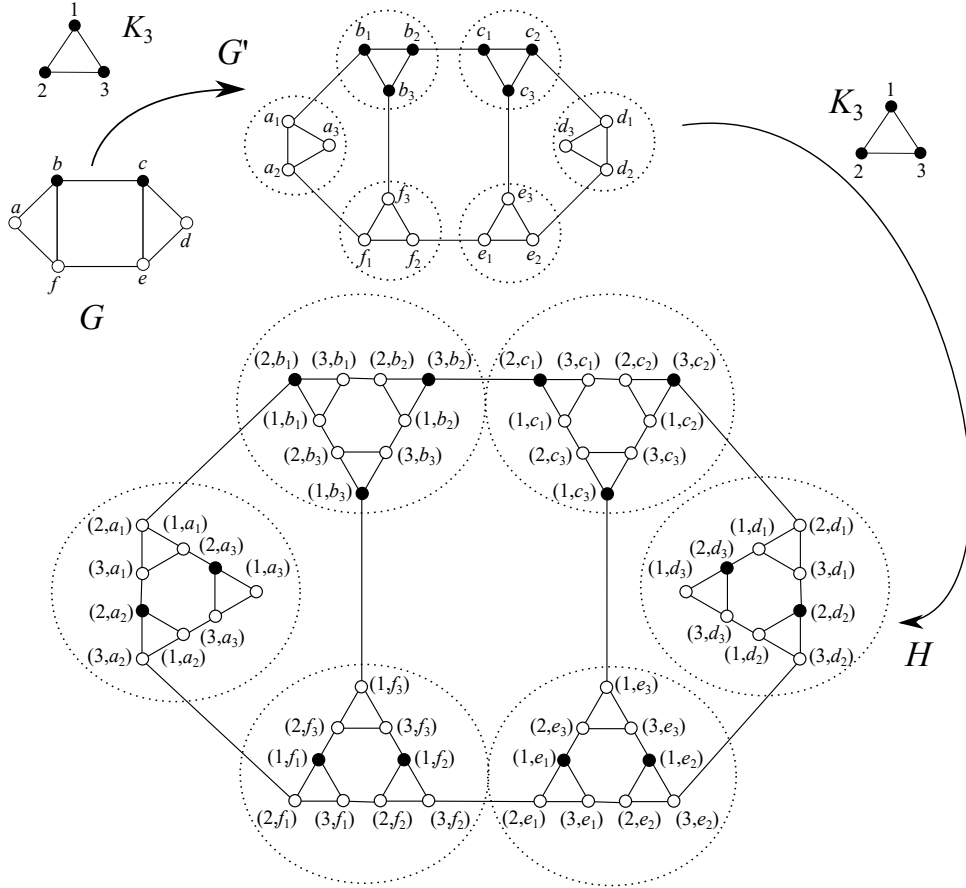 1
K₃
2 3
G'
b₁ b₂ c₁ c₂
b₃ c₃
a₁ a₃ d₃ d₁
a₂ d₂
f₃ e₃
f₁ f₂ e₁ e₂
K₃
1
2 3
b c
a d
f e
G
(2,b₁) (3,b₁) (2,b₂) (3,b₂) (2,c₁) (3,c₁) (2,c₂) (3,c₂)
(1,b₁) (1,b₂) (1,c₁) (1,c₂)
(2,b₃) (3,b₃) (2,c₃) (3,c₃)
(1,b₃) (1,c₃)
(2,a₁) (1,a₁) (1,d₁) (2,d₁)
(2,a₃) (2,d₃)
(3,a₁) (1,a₃) (1,d₃) (3,d₁)
(2,a₂) (2,d₂)
(3,a₃) (3,d₃)
(3,a₂) (1,a₂) (1,d₂) (3,d₂)
H
(1,f₃) (1,e₃)
(2,f₃) (3,f₃) (2,e₃) (3,e₃)
(1,f₁) (1,f₂) (1,e₁) (1,e₂)
(2,f₁) (3,f₁) (2,f₂) (3,f₂) (2,e₁) (3,e₁) (2,e₂) (3,e₂)